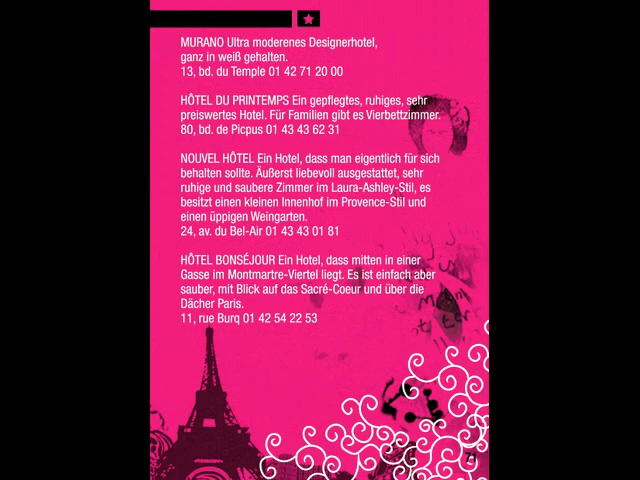 MURANO Ultra moderenes Designerhotel,
ganz in weiß gehalten.
13, bd. du Temple 01 42 71 20 00
HÔTEL DU PRINTEMPS Ein gepflegtes, ruhiges, sehr
preiswertes Hotel. Für Familien gibt es Vierbettzimmer.
80, bd. de Picpus 01 43 43 62 31
NOUVEL HÔTEL Ein Hotel, dass man eigentlich für sich
behalten sollte. Äußerst liebevoll ausgestattet, sehr
ruhige und saubere Zimmer im Laura-Ashley-Stil, es
besitzt einen kleinen Innenhof im Provence-Stil und
einen üppigen Weingarten.
24, av. du Bel-Air 01 43 43 01 81
HÔTEL BONSÉJOUR Ein Hotel, dass mitten in einer
Gasse im Montmartre-Viertel liegt. Es ist einfach aber
sauber, mit Blick auf das Sacré-Coeur und über die
Dächer Paris.
11, rue Burq 01 42 54 22 53
71